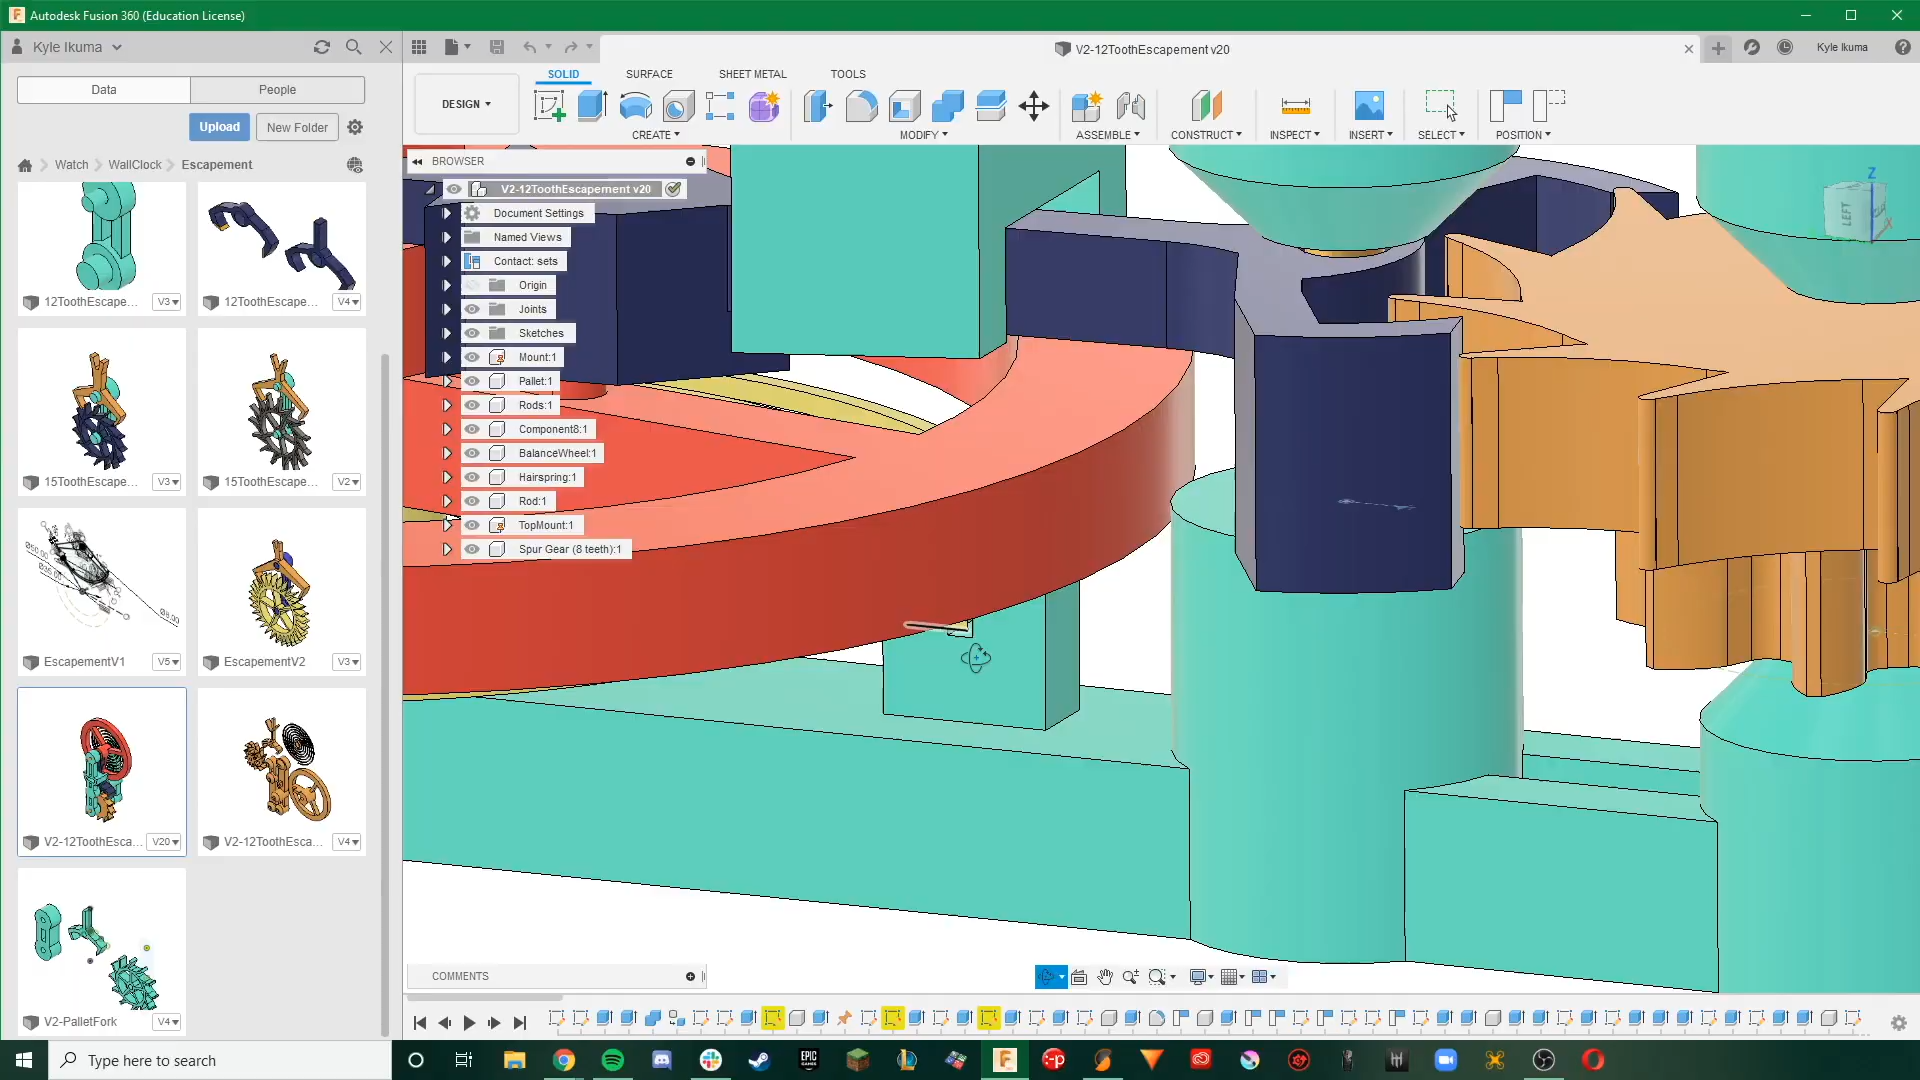 Autodesk Fusion 360 (Education License)
Kyle Ikuma
V2-12ToothEscapement v20
Kyle Ikuma
Data
People
Upload
New Folder
Watch
WallClock
Escapement
SOLID
SURFACE
SHEET METAL
TOOLS
DESIGN
CREATE
MODIFY
ASSEMBLE
CONSTRUCT
INSPECT
INSERT
SELECT
POSITION
BROWSER
V2-12ToothEscapement v20
Document Settings
Named Views
Contact: sets
Origin
Joints
Sketches
Mount:1
Pallet:1
Rods:1
Component8:1
BalanceWheel:1
Hairspring:1
Rod:1
TopMount:1
Spur Gear (8 teeth):1
Z
LEFT
12ToothEscape... V3
12ToothEscape... V4
15ToothEscape... V3
15ToothEscape... V2
EscapementV1 V5
EscapementV2 V3
V2-12ToothEsca... V20
V2-12ToothEsca... V4
V2-PalletFork V4
COMMENTS
Type here to search